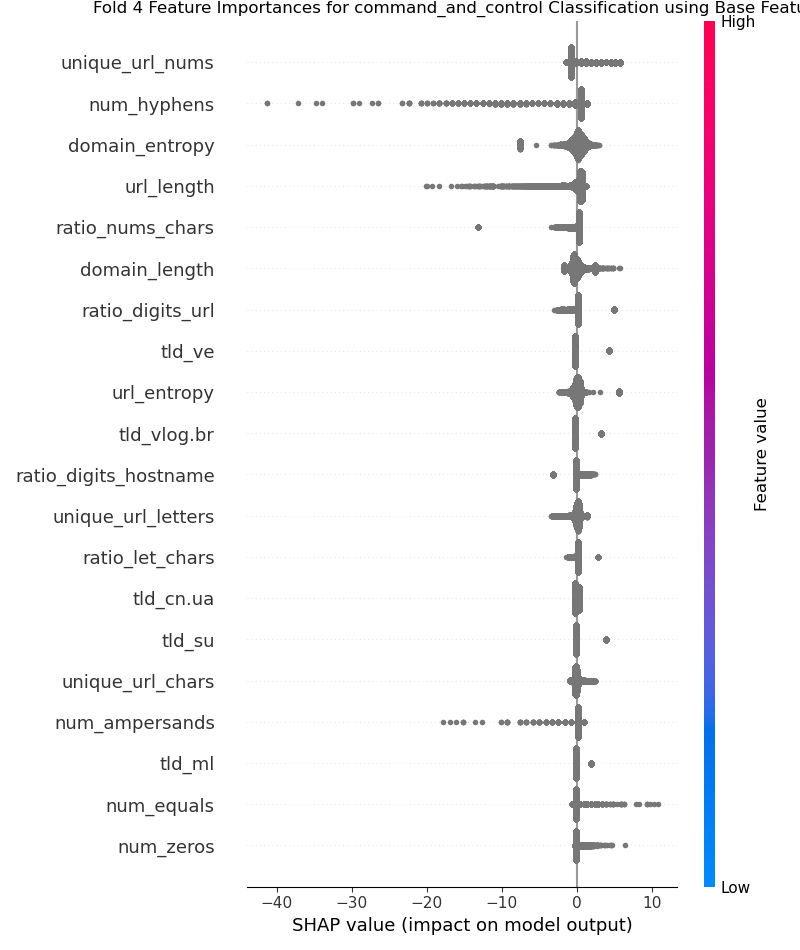 Fold 4 Feature Importances for command_and_control Classification using Base Featu
High
unique_url_nums
num_hyphens
domain_entropy
url_length
ratio_nums_chars
domain_length
ratio_digits_url
tld_ve
url_entropy
tld_vlog.br
ratio_digits_hostname
unique_url_letters
ratio_let_chars
tld_cn.ua
tld_su
unique_url_chars
num_ampersands
tld_ml
num_equals
num_zeros
Feature value
Low
−40 −30 −20 −10 0 10
SHAP value (impact on model output)